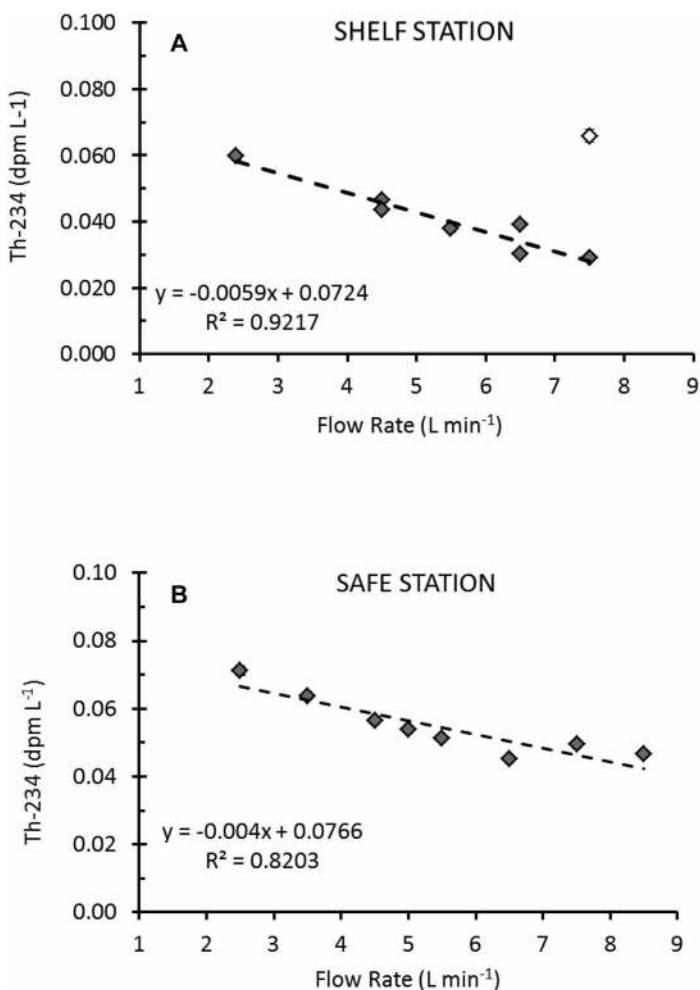 A
SHELF STATION
Th-234 (dpm L-1)
0.100
0.080
0.060
0.040
0.020
0.000
y = -0.0059x + 0.0724
R² = 0.9217
1 2 3 4 5 6 7 8 9
Flow Rate (L min⁻¹)
B
SAFE STATION
Th-234 (dpm L⁻¹)
0.10
0.08
0.06
0.04
0.02
0.00
y = -0.004x + 0.0766
R² = 0.8203
1 2 3 4 5 6 7 8 9
Flow Rate (L min⁻¹)